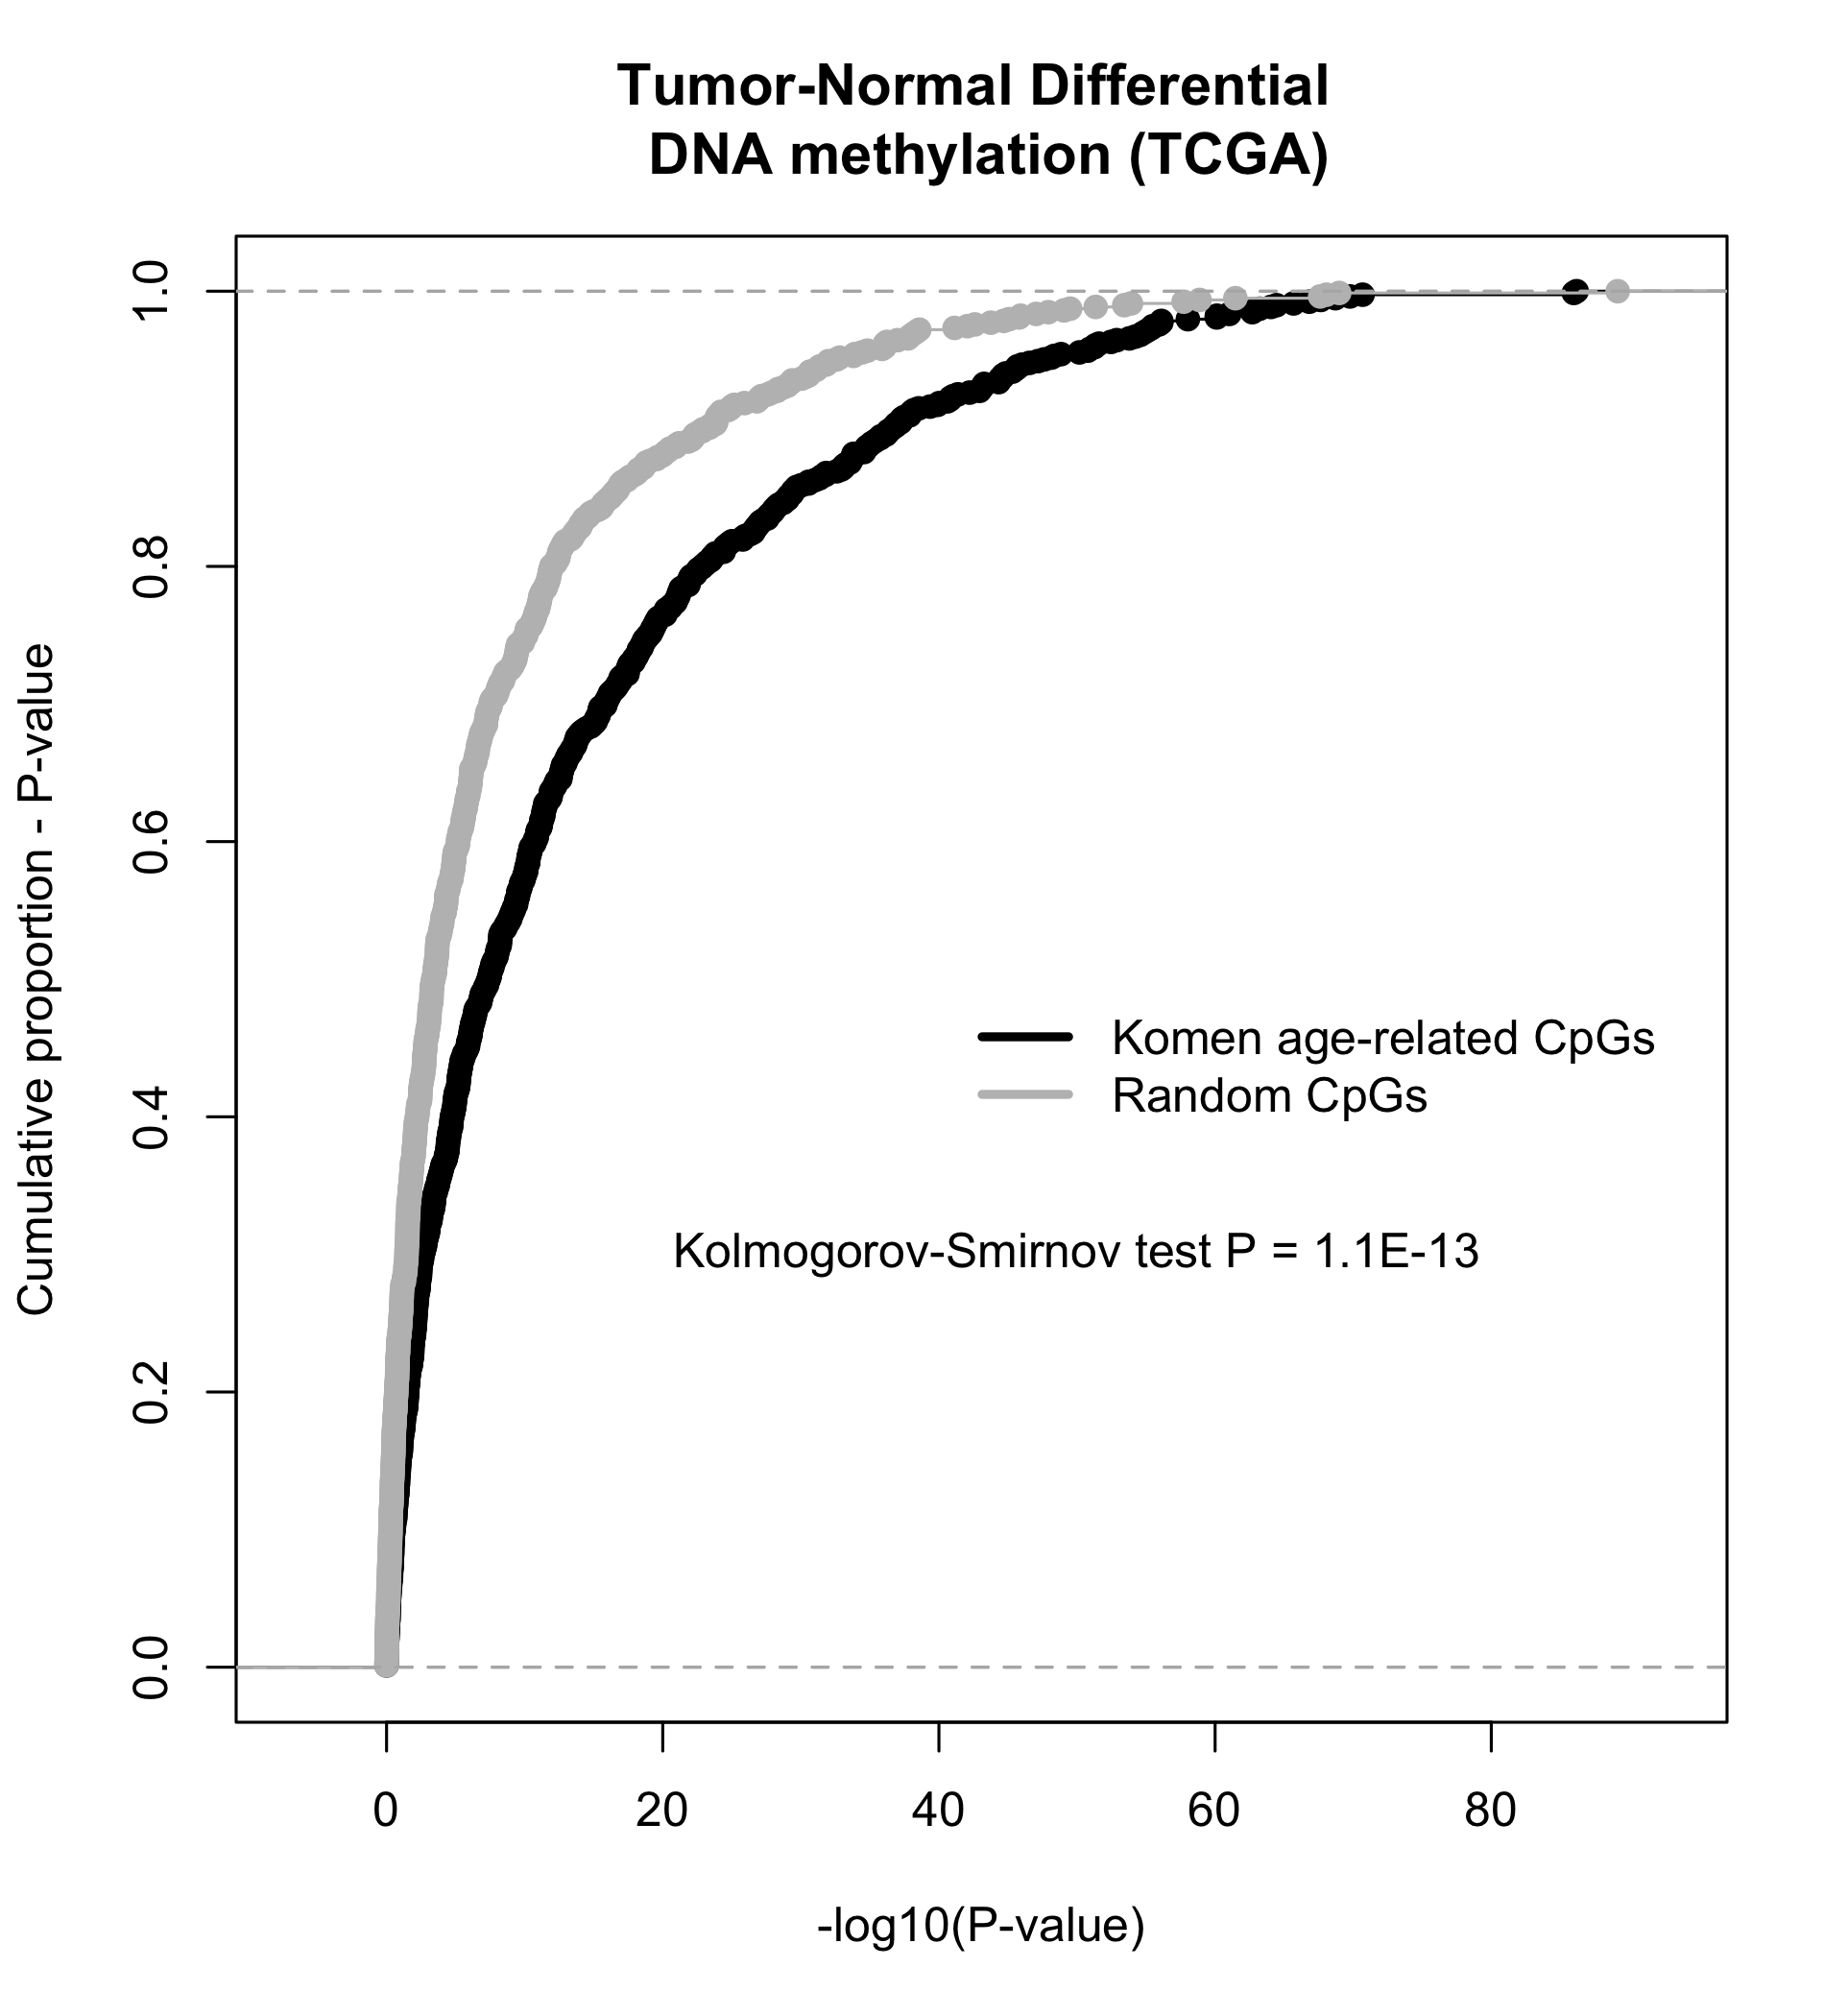 Tumor-Normal Differential
DNA methylation (TCGA)
Cumulative proportion - P-value
1.0
0.8
0.6
0.4
0.2
0.0
Komen age-related CpGs
Random CpGs
Kolmogorov-Smirnov test P = 1.1E-13
0 20 40 60 80
-log10(P-value)